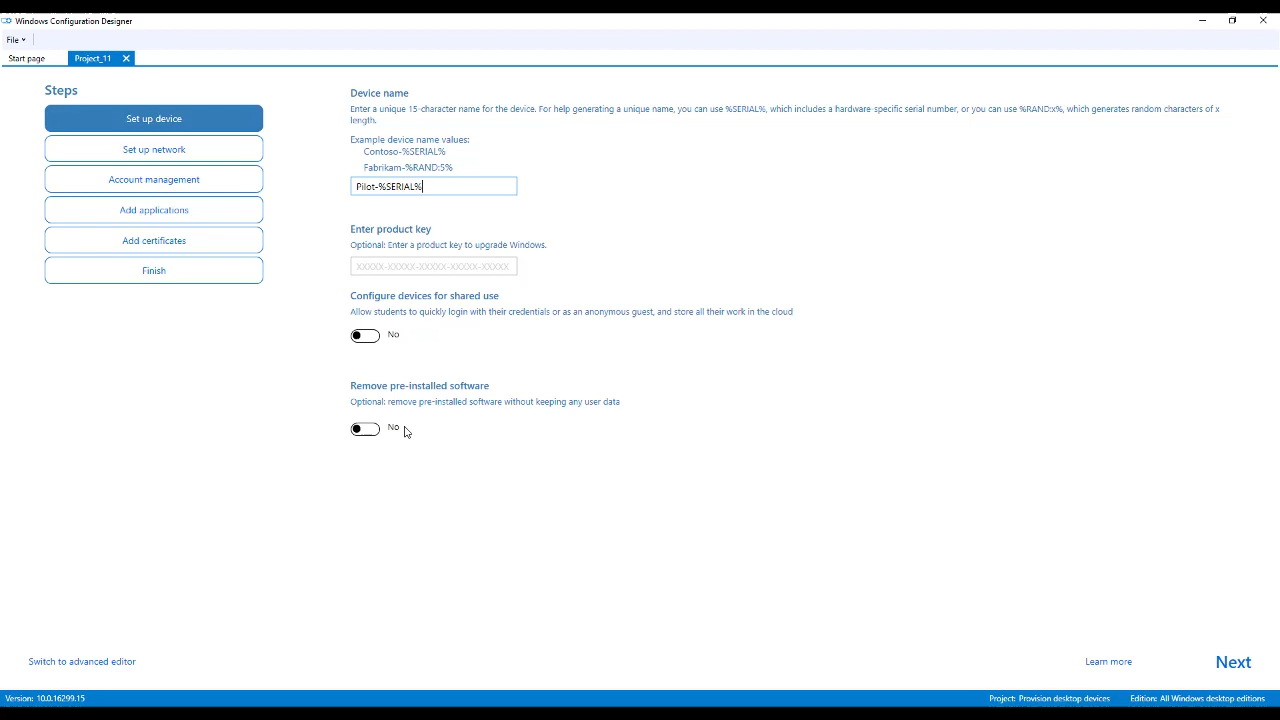 Windows Configuration Designer
File
Start page
Project_11
Steps
Set up device
Set up network
Account management
Add applications
Add certificates
Finish
Device name
Enter a unique 15-character name for the device. For help generating a unique name, you can use %SERIAL%, which includes a hardware-specific serial number, or you can use %RAND:x%, which generates random characters of x
length.
Example device name values:
Contoso-%SERIAL%
Fabrikam-%RAND:5%
Pilot-%SERIAL%
Enter product key
Optional: Enter a product key to upgrade Windows.
XXXXX-XXXXX-XXXXX-XXXXX-XXXXX
Configure devices for shared use
Allow students to quickly login with their credentials or as an anonymous guest, and store all their work in the cloud
No
Remove pre-installed software
Optional: remove pre-installed software without keeping any user data
No
Switch to advanced editor
Learn more
Next
Version: 10.0.16299.15
Project: Provision desktop devices
Edition: All Windows desktop editions